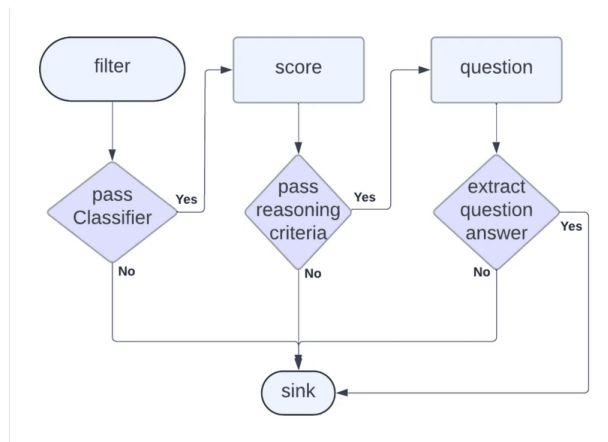 filter
score
question
pass
Classifier
Yes
pass
reasoning
criteria
Yes
extract
question
answer
Yes
No
No
No
sink